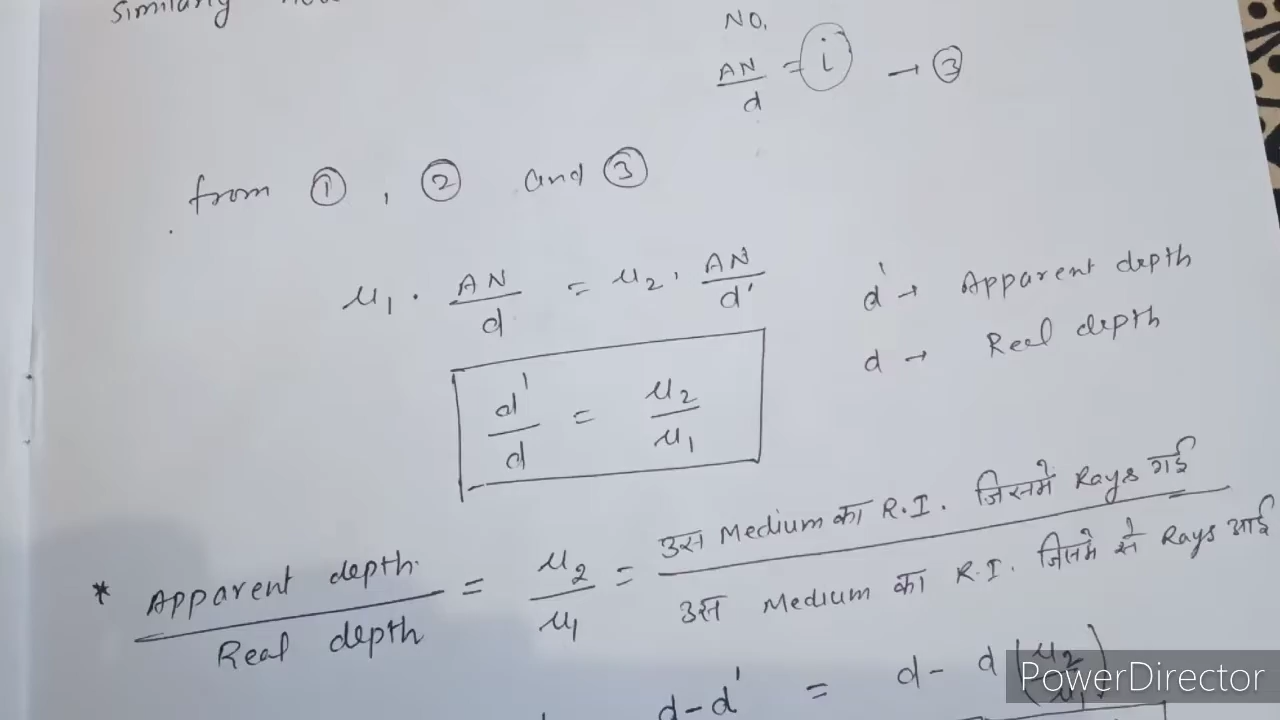 Similarly
NO.
AN/d = i → ③
from ① , ② and ③
μ₁ . AN/d = μ₂ . AN/d'
d' → Apparent depth
d → Real depth
d'/d = μ₂/μ₁
* Apparent depth./Real depth = μ₂/μ₁ = उस Medium का R.I. जिसमे Rays गई/उस Medium का R.I. जिसमे से Rays आई
d-d' = d - d(μ₂/μ₁)
PowerDirector